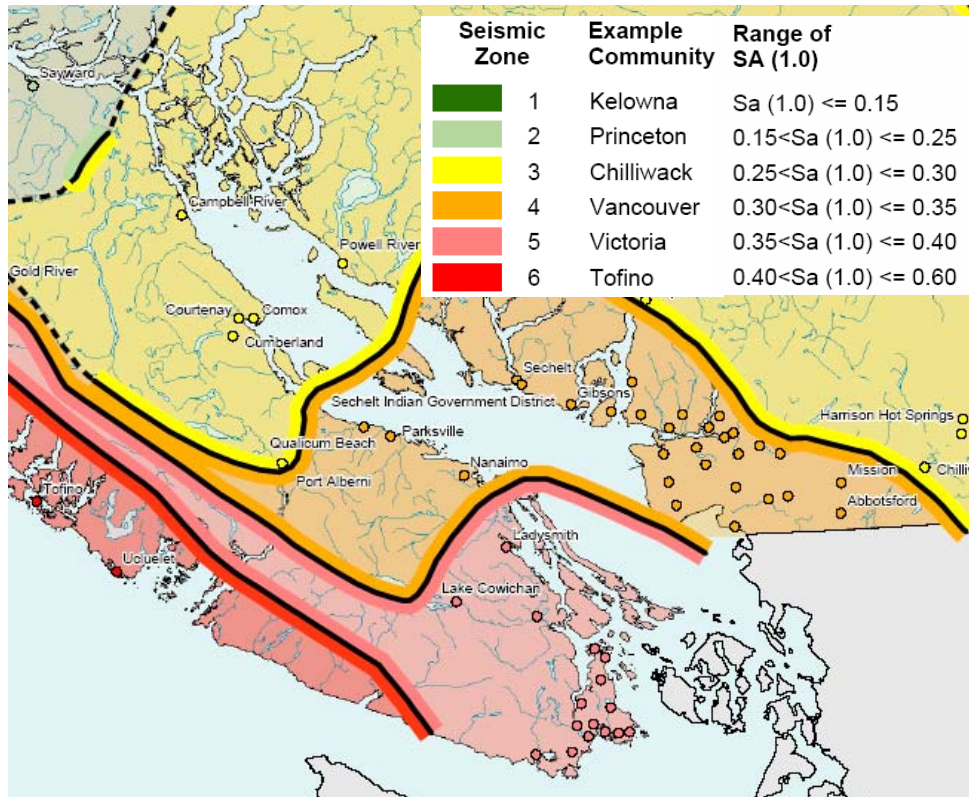 Seismic Zone Example Community Range of SA (1.0)
1 Kelowna Sa (1.0) <= 0.15
2 Princeton 0.15<Sa (1.0) <= 0.25
3 Chilliwack 0.25<Sa (1.0) <= 0.30
4 Vancouver 0.30<Sa (1.0) <= 0.35
5 Victoria 0.35<Sa (1.0) <= 0.40
6 Tofino 0.40<Sa (1.0) <= 0.60
Sayward
Campbell River
Powell River
Gold River
Courtenay
Comox
Cumberland
Sechelt
Gibsons
Sechelt Indian Government District
Harrison Hot Springs
Qualicum Beach
Parksville
Port Alberni
Nanaimo
Mission
Chilliw
Abbotsford
Tofino
Ucluelet
Ladysmith
Lake Cowichan